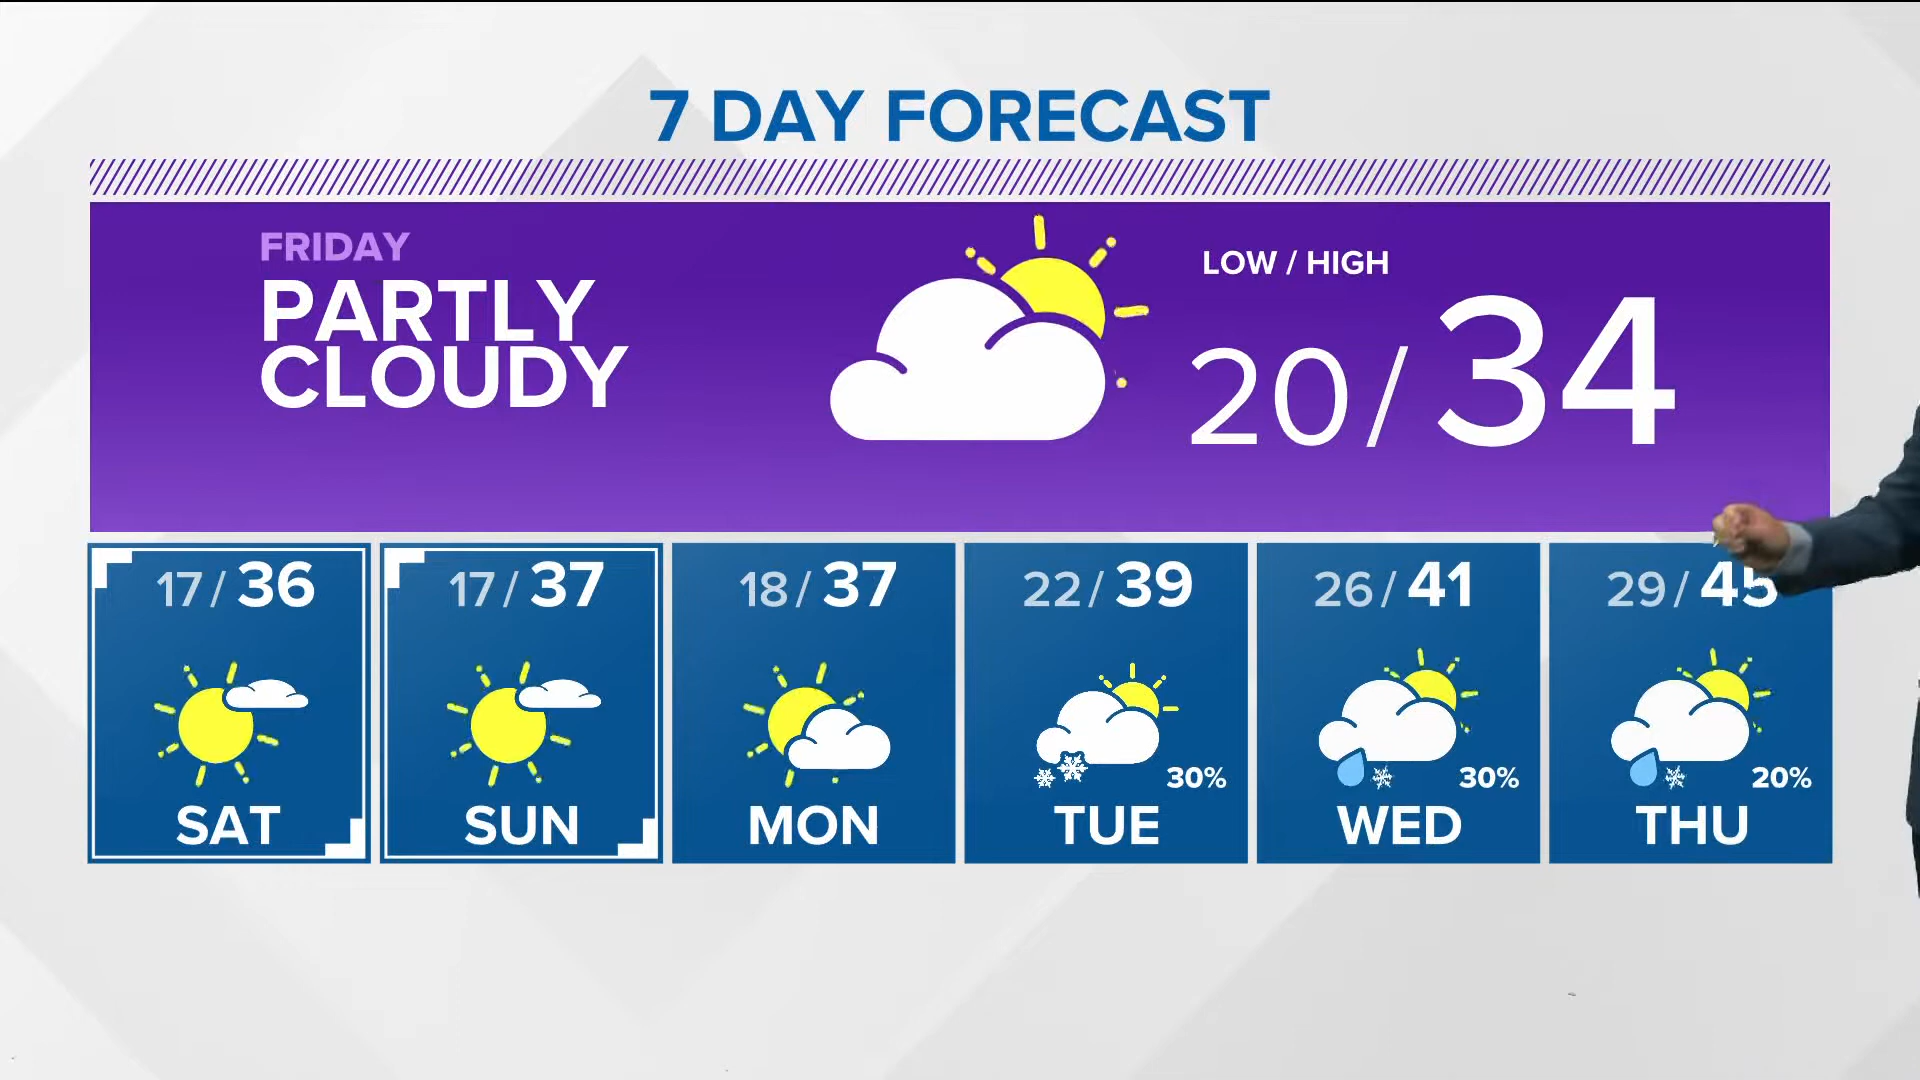 7 DAY FORECAST
FRIDAY
PARTLY
CLOUDY
LOW / HIGH
20/34
17/36
SAT
17/37
SUN
18/37
MON
22/39
30%
TUE
26/41
30%
WED
29/45
20%
THU